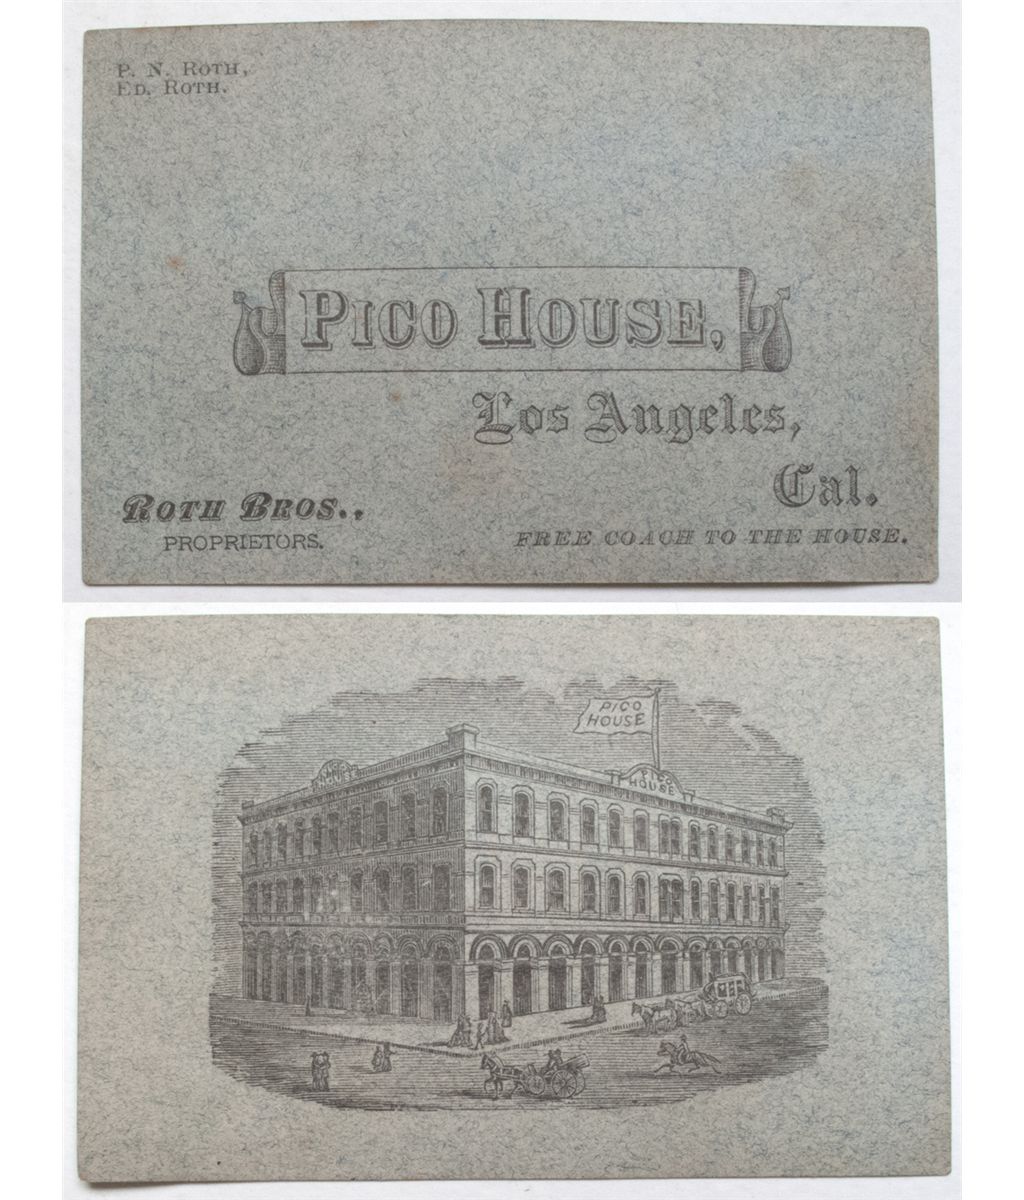 P. N. ROTH,
ED. ROTH.
PICO HOUSE,
Los Angeles,
Cal.
ROTH BROS.,
PROPRIETORS.
FREE COACH TO THE HOUSE.
PICO
HOUSE
PICO
HOUSE